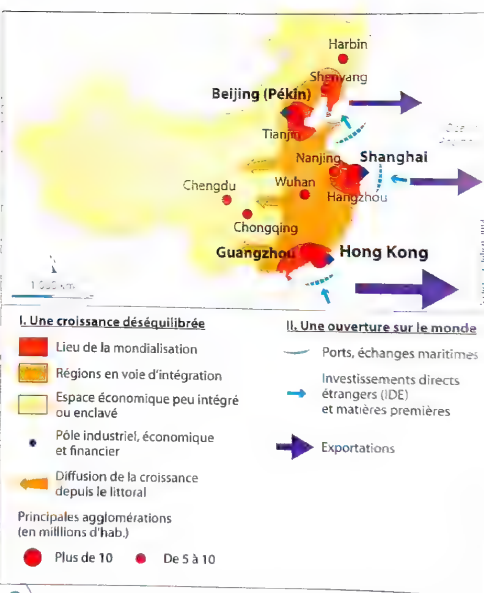 Harbin
Shenyang
Beijing (Pékin)
Tianjin
Nanjing
Shanghai
Chengdu
Wuhan
Hangzhou
Chongqing
Guangzhou
Hong Kong
km
I. Une croissance déséquilibrée
Lieu de la mondialisation
Régions en voie d'intégration
Espace économique peu intégré
ou enclavé
Pôle industriel, économique
et financier
Diffusion de la croissance
depuis le littoral
Principales agglomérations
(en millions d'hab.)
Plus de 10
De 5 à 10
II. Une ouverture sur le monde
Ports, échanges maritimes
Investissements directs
étrangers (IDE)
et matières premières
Exportations